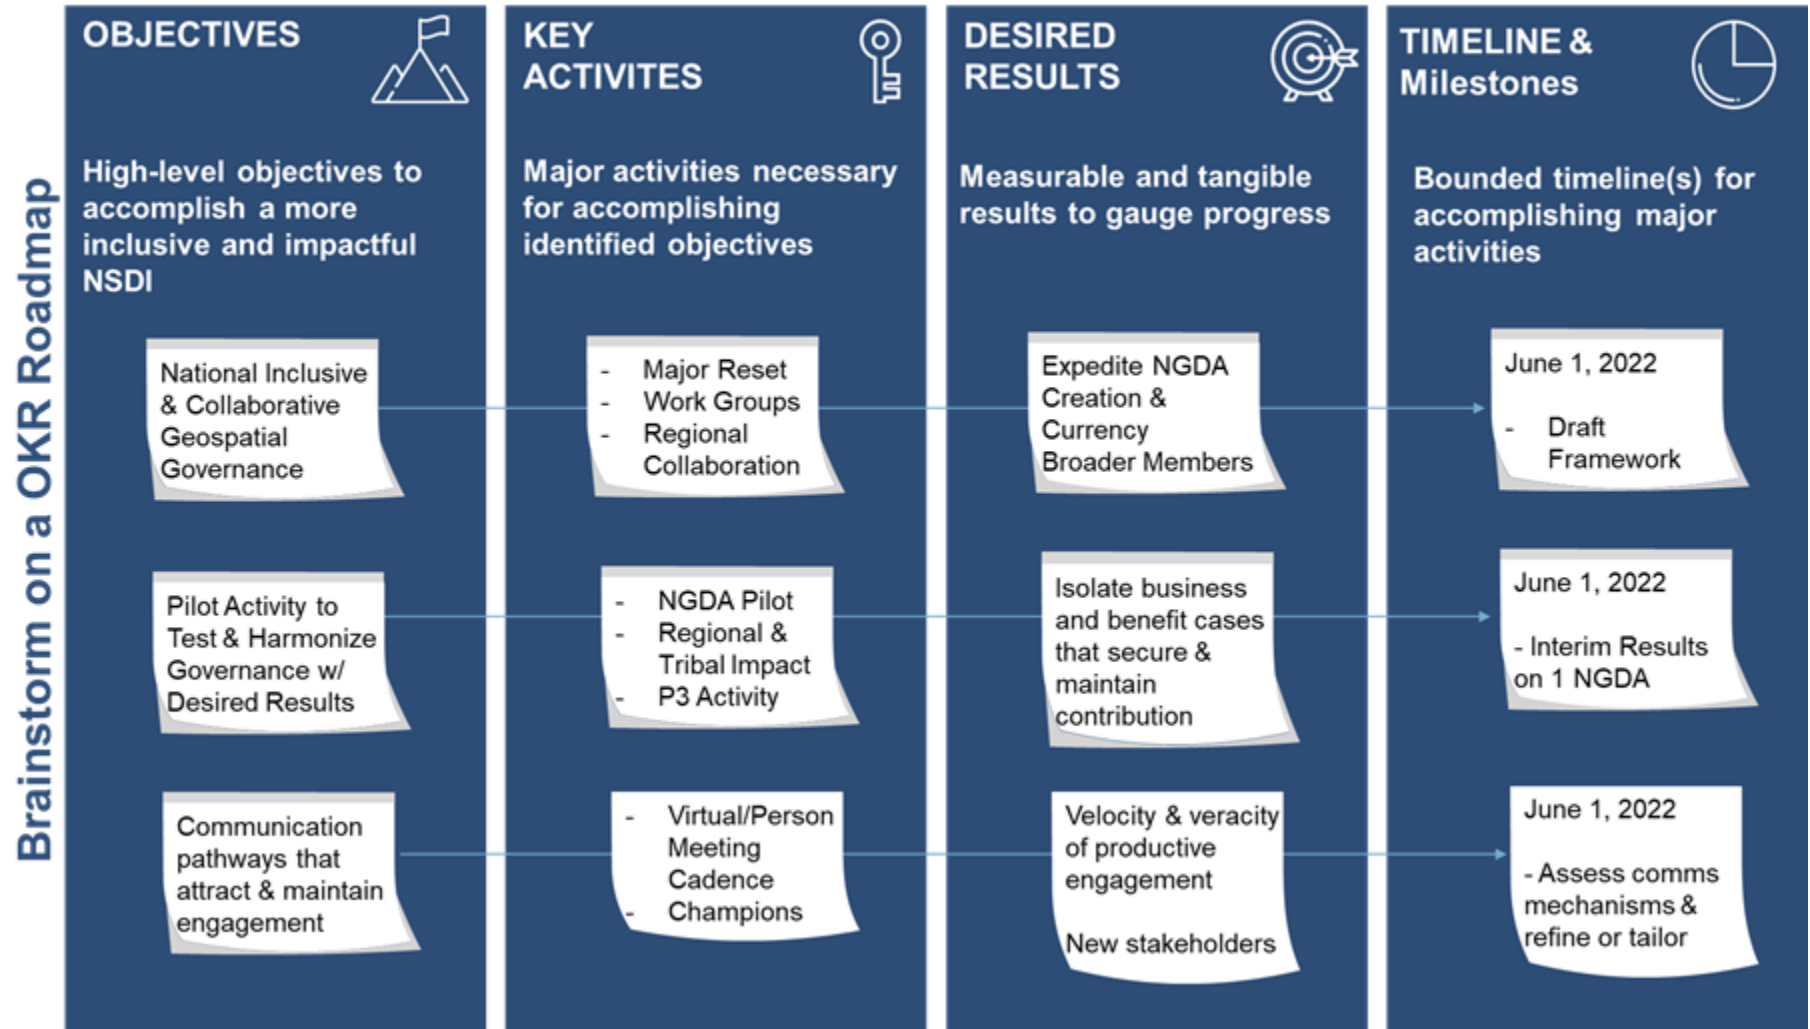 Brainstorm on a OKR Roadmap
OBJECTIVES
High-level objectives to
accomplish a more
inclusive and impactful
NSDI
National Inclusive
& Collaborative
Geospatial
Governance
Pilot Activity to
Test & Harmonize
Governance w/
Desired Results
Communication
pathways that
attract & maintain
engagement
KEY
ACTIVITES
Major activities necessary
for accomplishing
identified objectives
- Major Reset
- Work Groups
- Regional
Collaboration
- NGDA Pilot
- Regional &
Tribal Impact
- P3 Activity
- Virtual/Person
Meeting
Cadence
- Champions
DESIRED
RESULTS
Measurable and tangible
results to gauge progress
Expedite NGDA
Creation &
Currency
Broader Members
Isolate business
and benefit cases
that secure &
maintain
contribution
Velocity & veracity
of productive
engagement
New stakeholders
TIMELINE &
Milestones
Bounded timeline(s) for
accomplishing major
activities
June 1, 2022
- Draft
Framework
June 1, 2022
- Interim Results
on 1 NGDA
June 1, 2022
- Assess comms
mechanisms &
refine or tailor